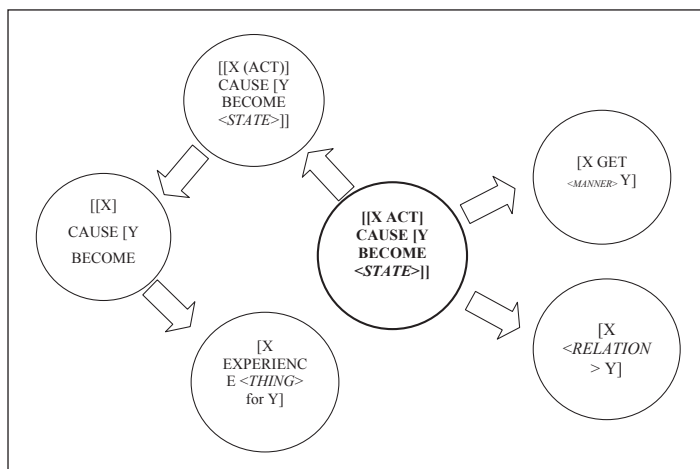 [[X (ACT)]
CAUSE [Y
BECOME
<STATE>]]
[X GET
<MANNER> Y]
[[X]
CAUSE [Y
BECOME
[[X ACT]
CAUSE [Y
BECOME
<STATE>]]
[X
EXPERIENC
E <THING>
for Y]
[X
<RELATION
> Y]